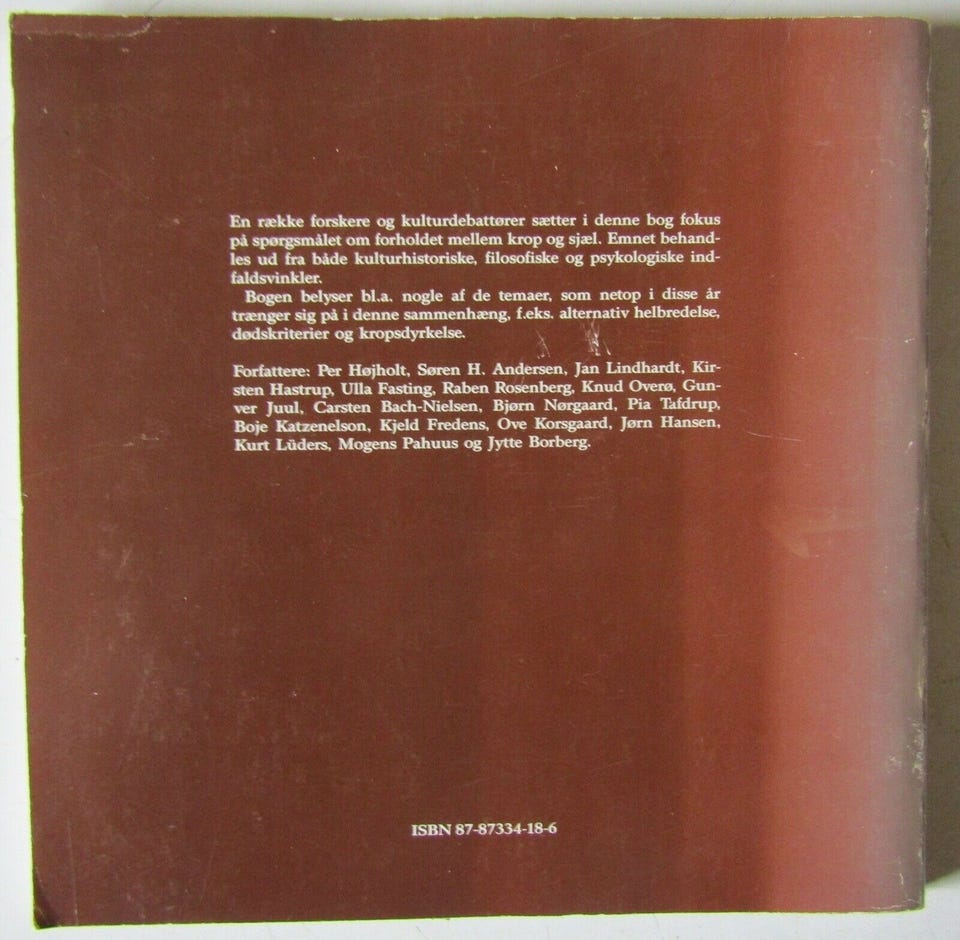 En række forskere og kulturdebattører sætter i denne bog fokus
på spørgsmålet om forholdet mellem krop og sjæl. Emnet behand-
les ud fra både kulturhistoriske, filosofiske og psykologiske ind-
faldsvinkler.
Bogen belyser bl.a. nogle af de temaer, som netop i disse år
trænger sig på i denne sammenhæng, f.eks. alternativ helbredelse,
dødskriterier og kropsdyrkelse.
Forfattere: Per Højholt, Søren H. Andersen, Jan Lindhardt, Kir-
sten Hastrup, Ulla Fasting, Raben Rosenberg, Knud Overø, Gun-
ver Juul, Carsten Bach-Nielsen, Bjørn Nørgaard, Pia Tafdrup,
Boje Katzenelson, Kjeld Fredens, Ove Korsgaard, Jørn Hansen,
Kurt Lüders, Mogens Pahuus og Jytte Borberg.
ISBN 87-87334-18-6